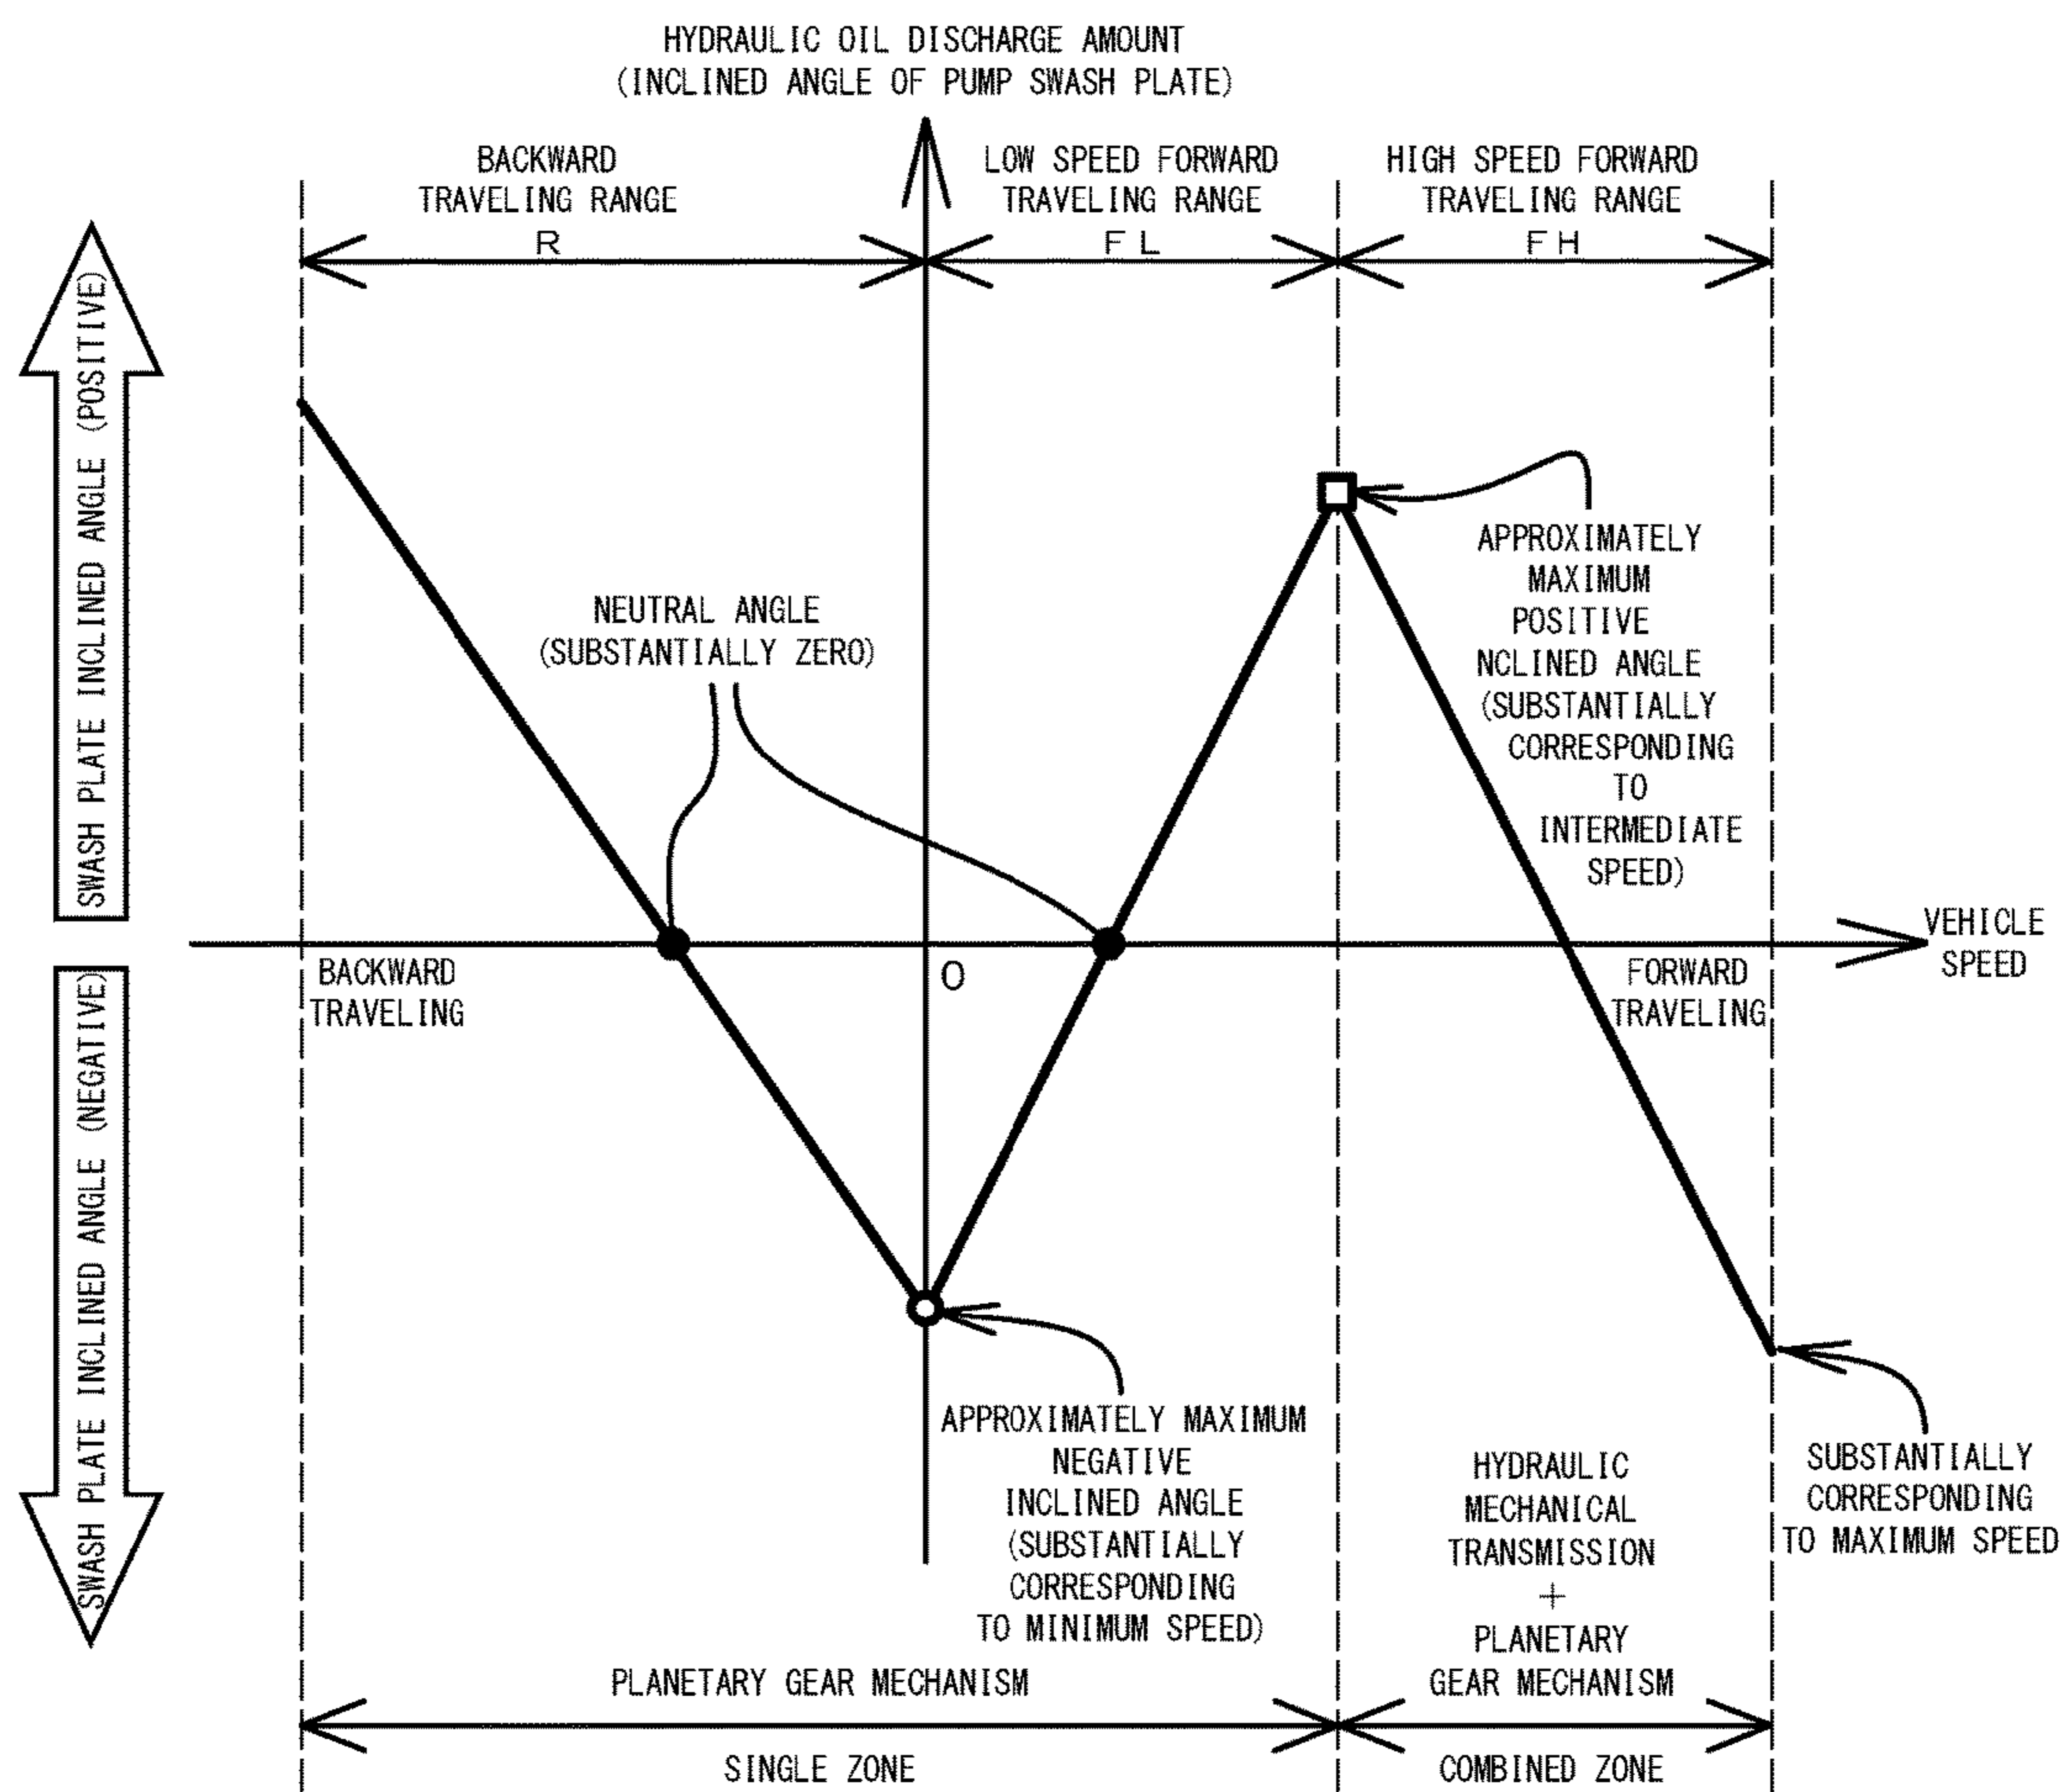 HYDRAULIC OIL DISCHARGE AMOUNT
(INCLINED ANGLE OF PUMP SWASH PLATE)
BACKWARD
TRAVELING RANGE
R
LOW SPEED FORWARD
TRAVELING RANGE
FL
HIGH SPEED FORWARD
TRAVELING RANGE
FH
SWASH PLATE INCLINED ANGLE (POSITIVE)
SWASH PLATE INCLINED ANGLE (NEGATIVE)
NEUTRAL ANGLE
(SUBSTANTIALLY ZERO)
APPROXIMATELY
MAXIMUM
POSITIVE
NCLINED ANGLE
(SUBSTANTIALLY
CORRESPONDING
TO
INTERMEDIATE
SPEED)
VEHICLE
SPEED
BACKWARD
TRAVELING
0
FORWARD
TRAVELING
APPROXIMATELY MAXIMUM
NEGATIVE
INCLINED ANGLE
(SUBSTANTIALLY
CORRESPONDING
TO MINIMUM SPEED)
HYDRAULIC
MECHANICAL
TRANSMISSION
+
PLANETARY
GEAR MECHANISM
SUBSTANTIALLY
CORRESPONDING
TO MAXIMUM SPEED
PLANETARY GEAR MECHANISM
SINGLE ZONE
COMBINED ZONE